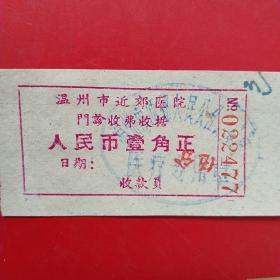 温州市近郊医院
門診收费收据
人民币壹角正
日期：
收款員
№ 022477